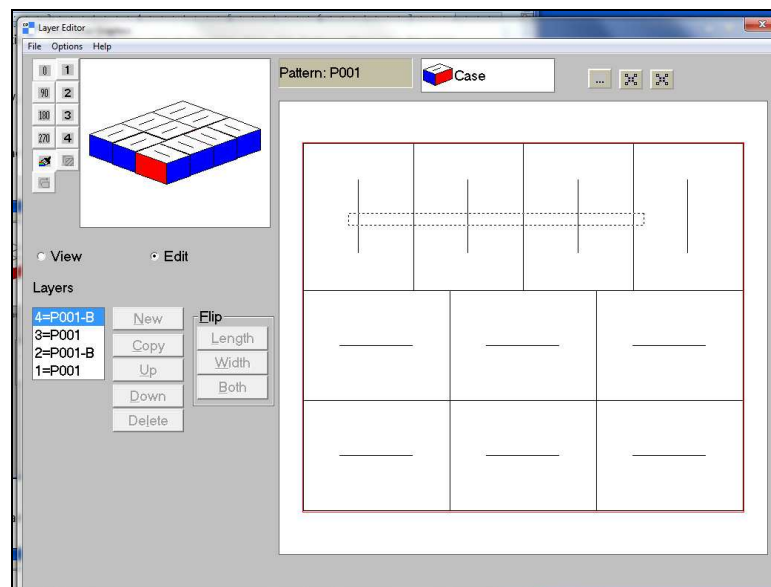 Layer Editor
File Options Help
0 1
90 2
180 3
270 4
Pattern: P001
Case
...
View Edit
Layers
4=P001-B
3=P001
2=P001-B
1=P001
New
Copy
Up
Down
Delete
Flip
Length
Width
Both